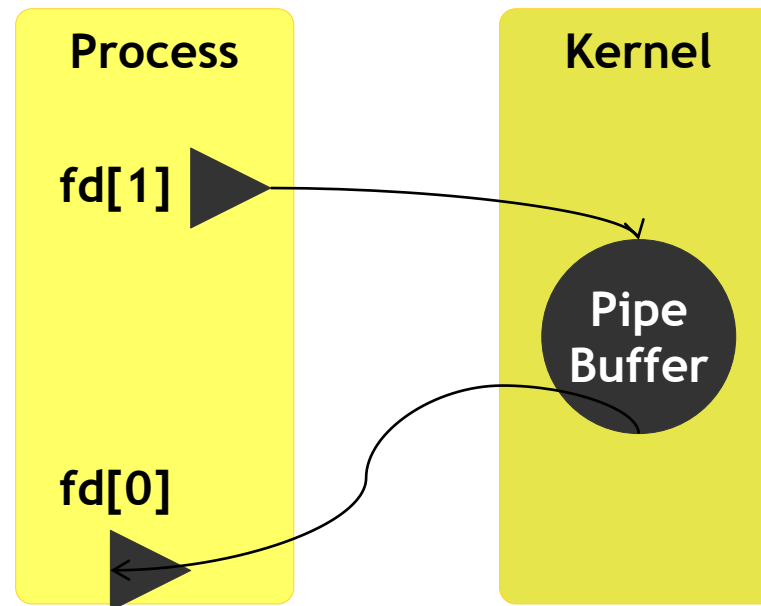 Process
Kernel
fd[1]
Pipe
Buffer
fd[0]